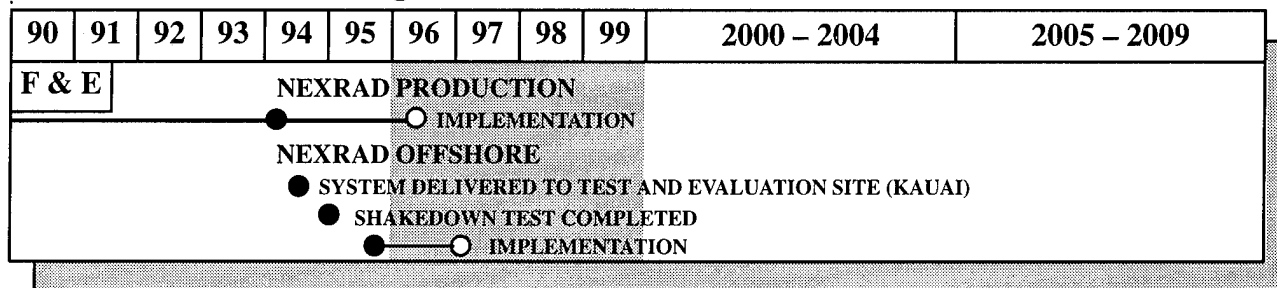 90 91 92 93 94 95 96 97 98 99 2000 – 2004 2005 – 2009
F & E
NEXRAD PRODUCTION
IMPLEMENTATION
NEXRAD OFFSHORE
SYSTEM DELIVERED TO TEST AND EVALUATION SITE (KAUAI)
SHAKEDOWN TEST COMPLETED
IMPLEMENTATION